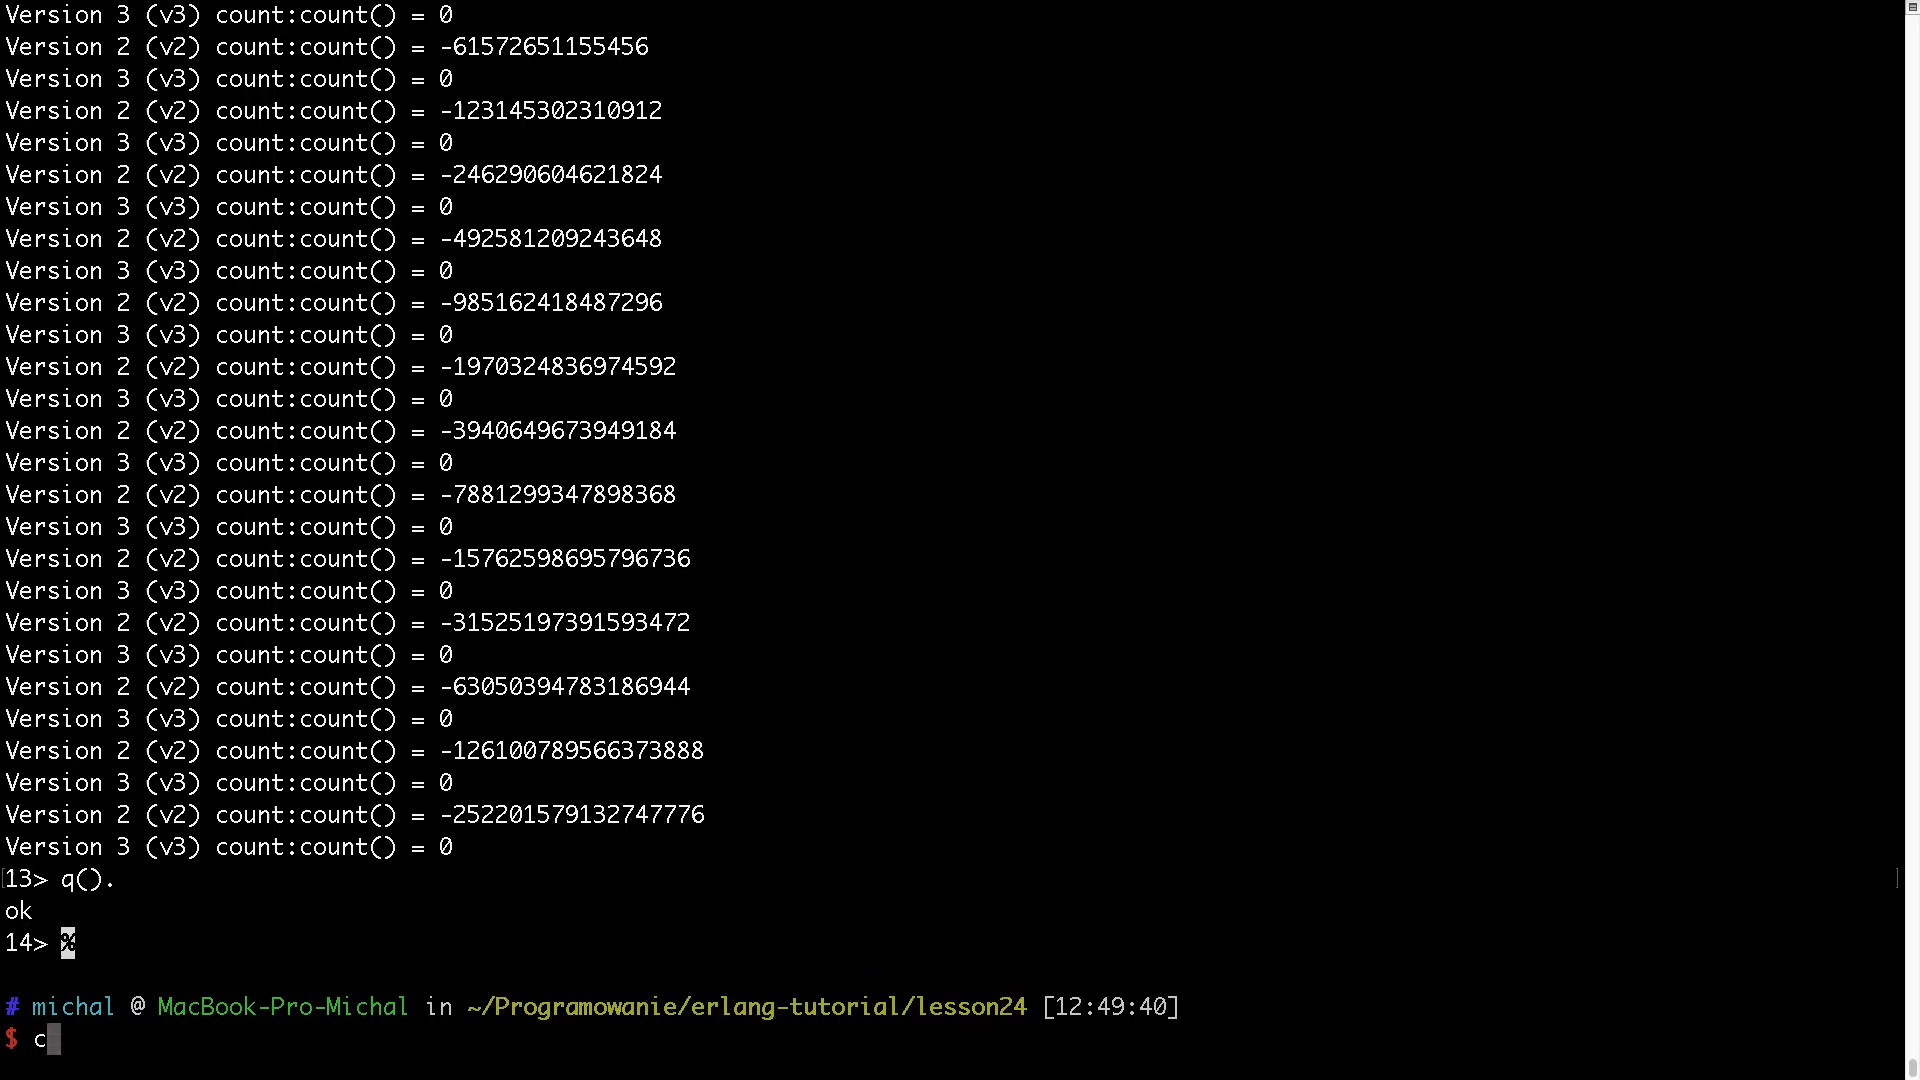 Version 3 (v3) count:count() = 0
Version 2 (v2) count:count() = -61572651155456
Version 3 (v3) count:count() = 0
Version 2 (v2) count:count() = -123145302310912
Version 3 (v3) count:count() = 0
Version 2 (v2) count:count() = -246290604621824
Version 3 (v3) count:count() = 0
Version 2 (v2) count:count() = -492581209243648
Version 3 (v3) count:count() = 0
Version 2 (v2) count:count() = -985162418487296
Version 3 (v3) count:count() = 0
Version 2 (v2) count:count() = -1970324836974592
Version 3 (v3) count:count() = 0
Version 2 (v2) count:count() = -3940649673949184
Version 3 (v3) count:count() = 0
Version 2 (v2) count:count() = -7881299347898368
Version 3 (v3) count:count() = 0
Version 2 (v2) count:count() = -15762598695796736
Version 3 (v3) count:count() = 0
Version 2 (v2) count:count() = -31525197391593472
Version 3 (v3) count:count() = 0
Version 2 (v2) count:count() = -63050394783186944
Version 3 (v3) count:count() = 0
Version 2 (v2) count:count() = -126100789566373888
Version 3 (v3) count:count() = 0
Version 2 (v2) count:count() = -252201579132747776
Version 3 (v3) count:count() = 0
[13> q(). ]
ok
14> %
# michal @ MacBook-Pro-Michal in ~/Programowanie/erlang-tutorial/lesson24 [12:49:40]
$ c